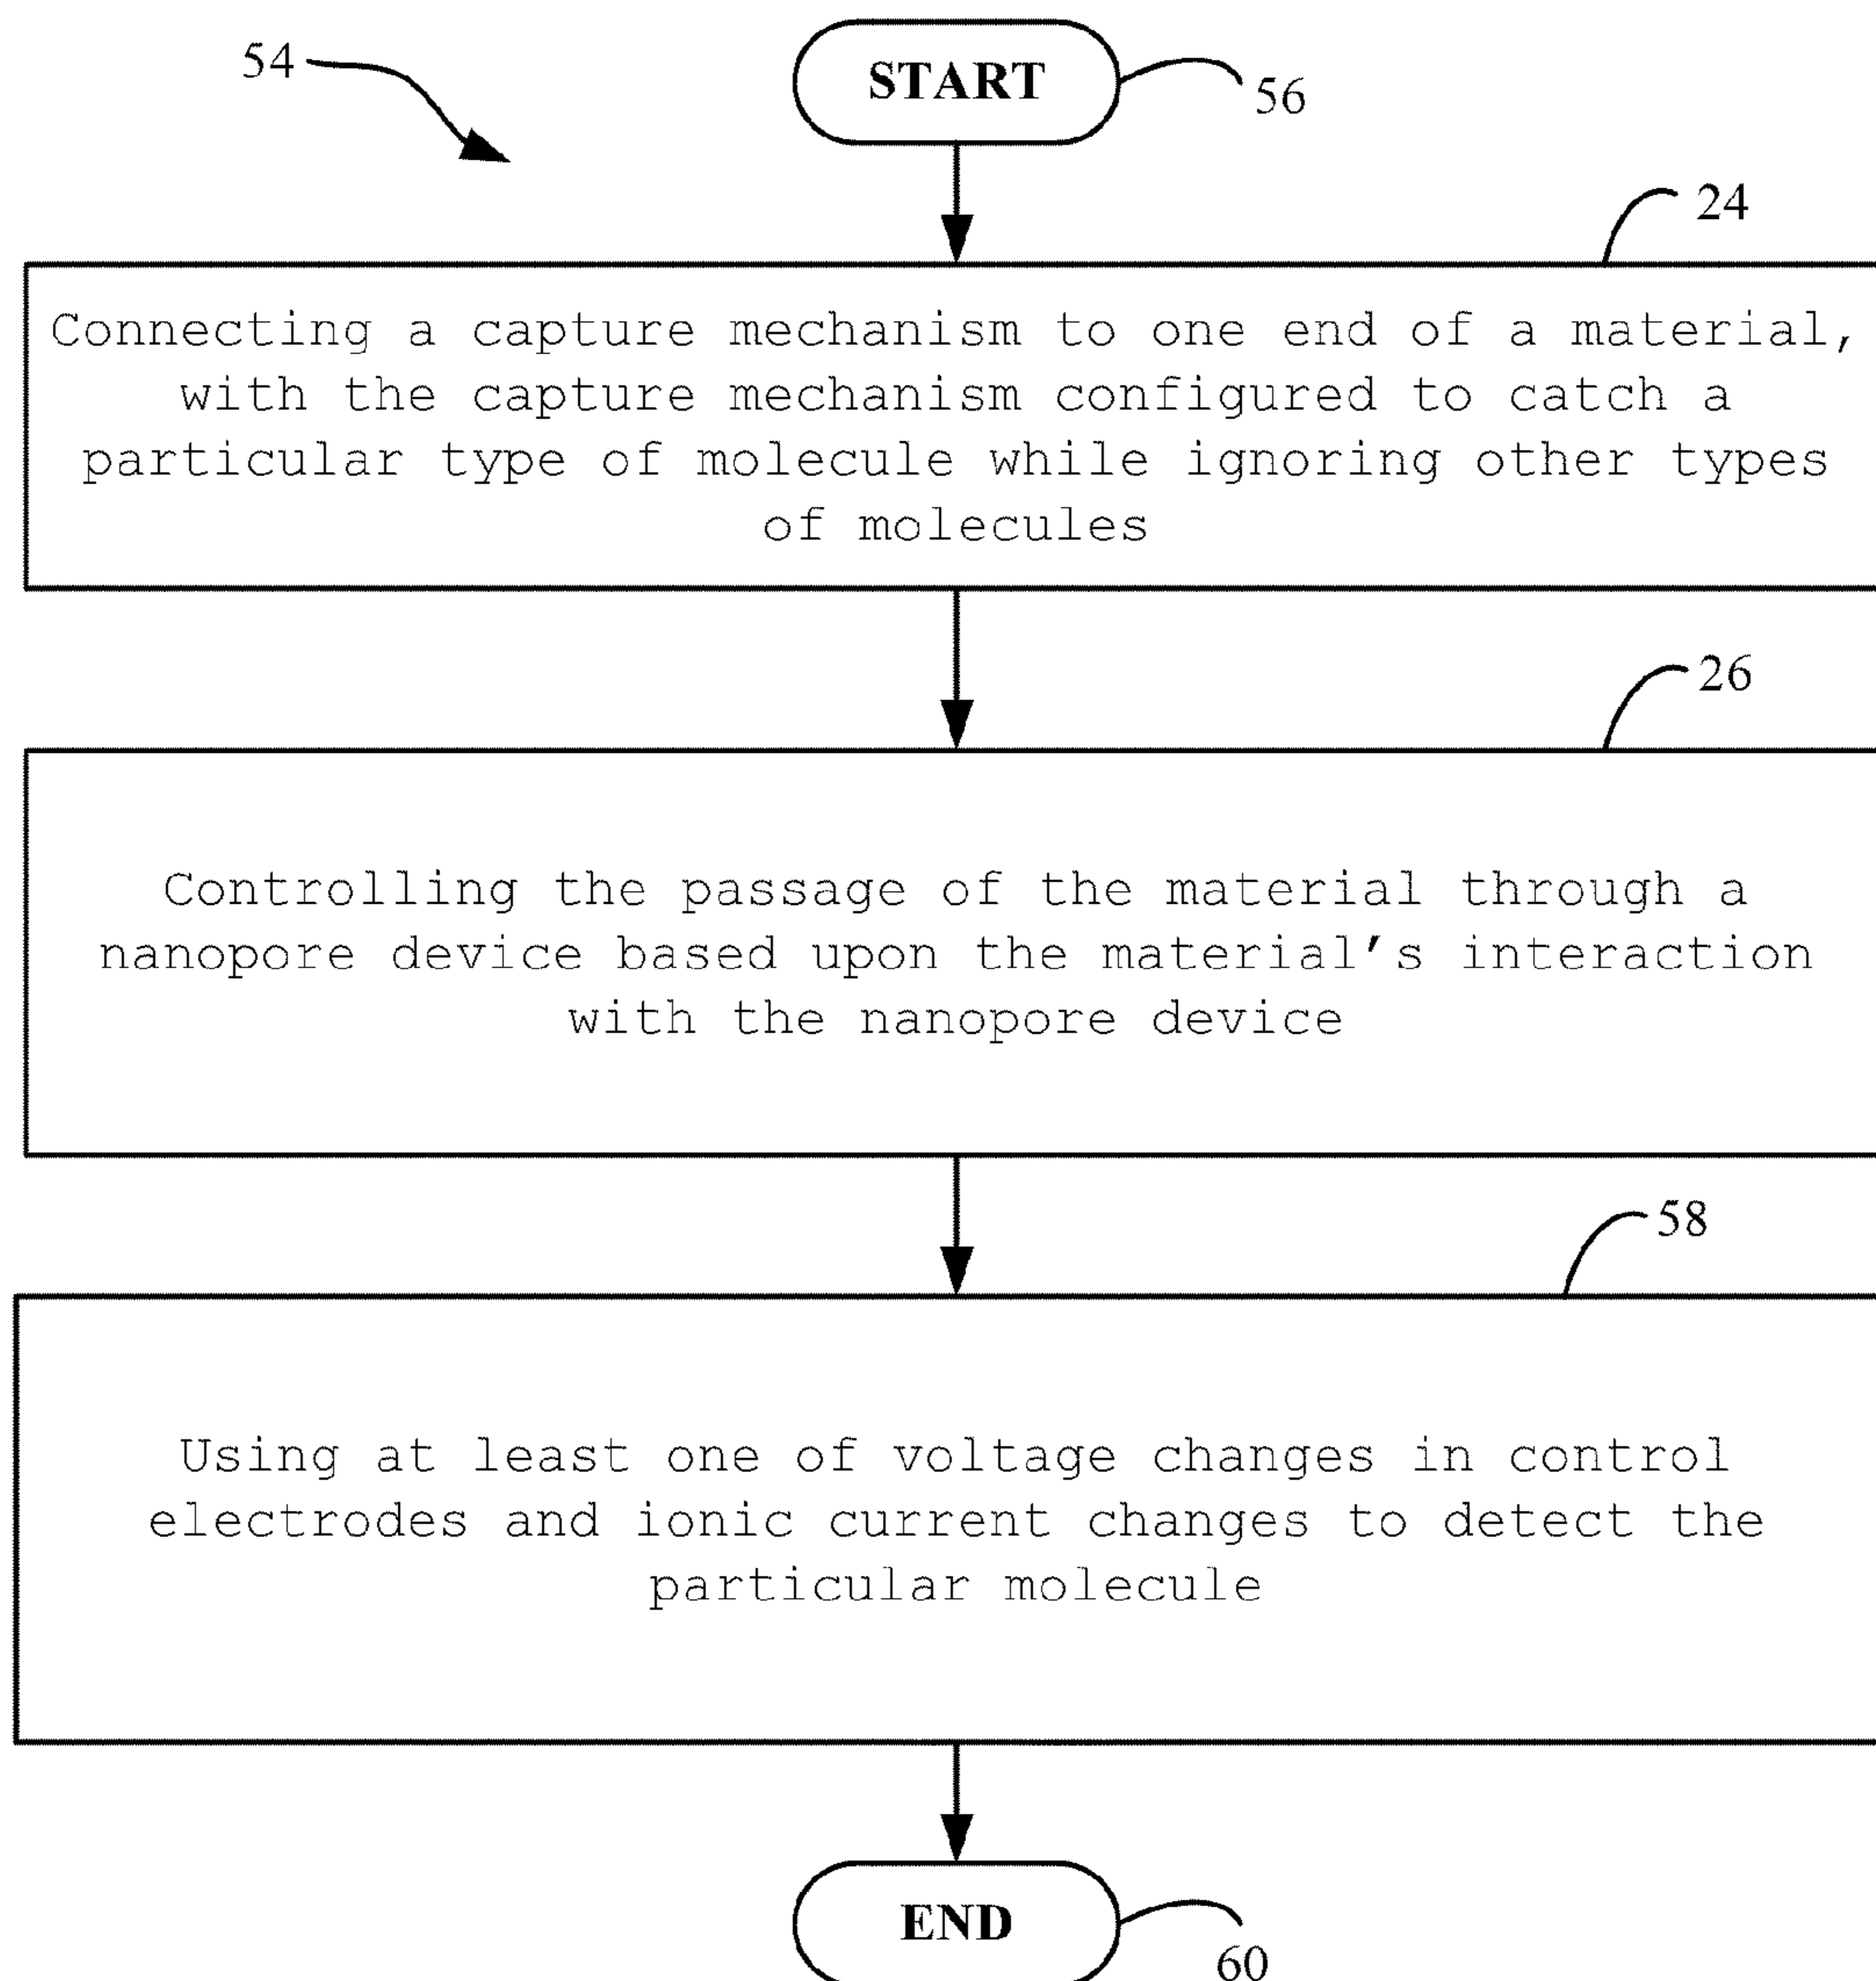 54
START
56
24
Connecting a capture mechanism to one end of a material,
with the capture mechanism configured to catch a
particular type of molecule while ignoring other types
of molecules
26
Controlling the passage of the material through a
nanopore device based upon the material's interaction
with the nanopore device
58
Using at least one of voltage changes in control
electrodes and ionic current changes to detect the
particular molecule
END
60